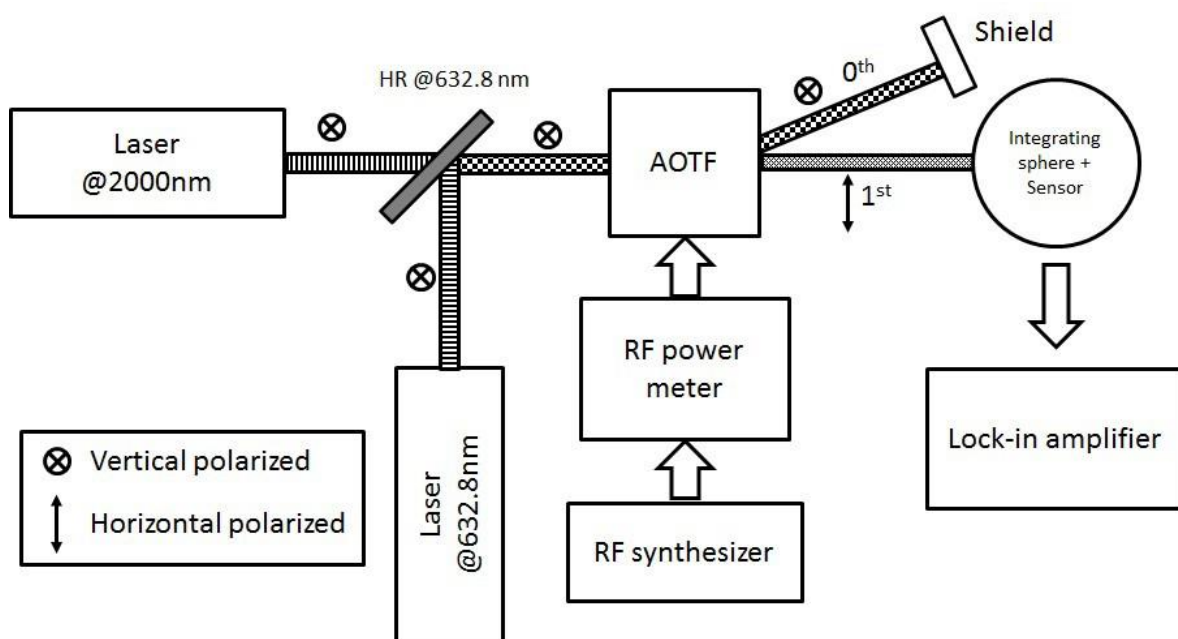 Shield
HR @632.8 nm
0th
Laser
@2000nm
AOTF
Integrating
sphere +
Sensor
1st
RF power
meter
Lock-in amplifier
Vertical polarized
Horizontal polarized
Laser
@632.8nm
RF synthesizer